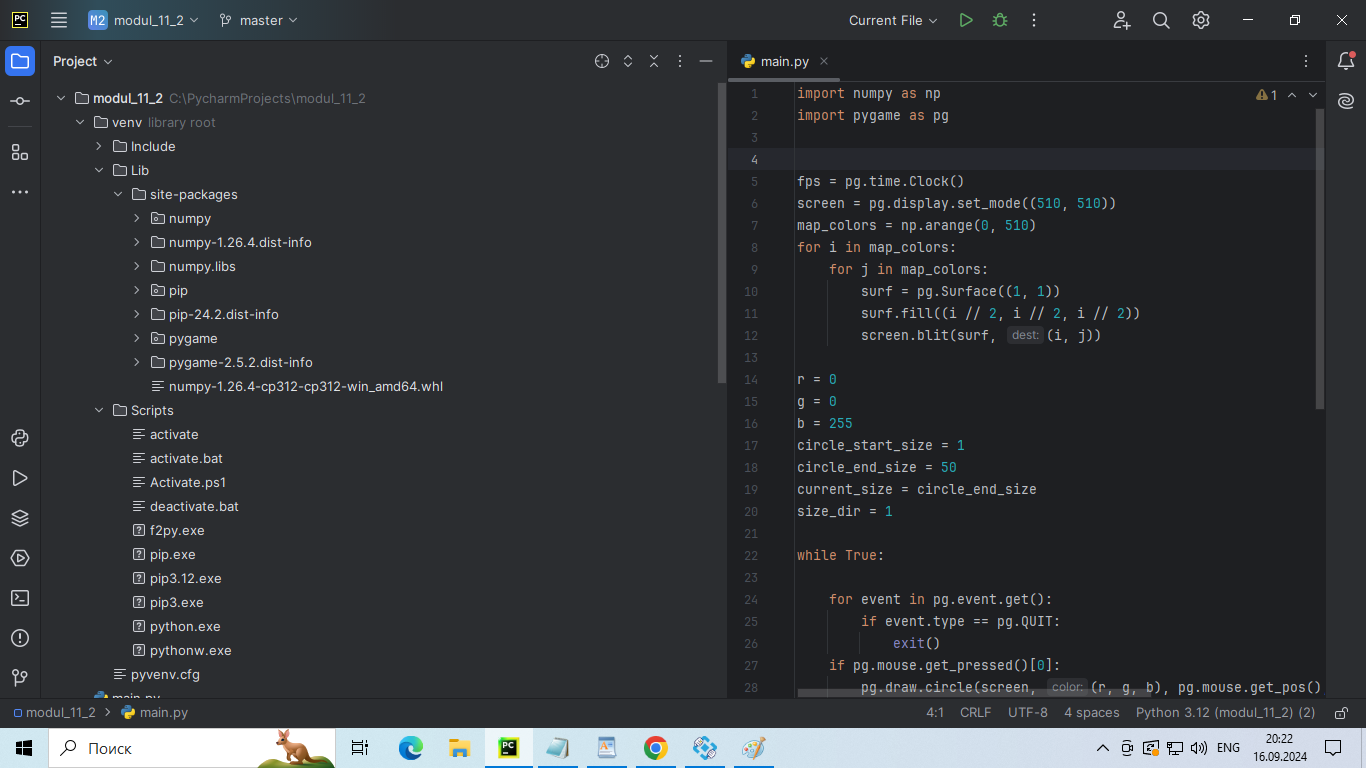 PC M2 modul_11_2 master Current File
Project
modul_11_2 C:\PycharmProjects\modul_11_2
venv library root
Include
Lib
site-packages
numpy
numpy-1.26.4.dist-info
numpy.libs
pip
pip-24.2.dist-info
pygame
pygame-2.5.2.dist-info
numpy-1.26.4-cp312-cp312-win_amd64.whl
Scripts
activate
activate.bat
Activate.ps1
deactivate.bat
f2py.exe
pip.exe
pip3.12.exe
pip3.exe
python.exe
pythonw.exe
pyvenv.cfg
main.py
main.py
1 import numpy as np
1
2 import pygame as pg
3
4
5 fps = pg.time.Clock()
6 screen = pg.display.set_mode((510, 510))
7 map_colors = np.arange(0, 510)
8 for i in map_colors:
9     for j in map_colors:
10         surf = pg.Surface((1, 1))
11         surf.fill((i // 2, i // 2, i // 2))
12         screen.blit(surf, dest: (i, j))
13
14 r = 0
15 g = 0
16 b = 255
17 circle_start_size = 1
18 circle_end_size = 50
19 current_size = circle_end_size
20 size_dir = 1
21
22 while True:
23
24     for event in pg.event.get():
25         if event.type == pg.QUIT:
26             exit()
27     if pg.mouse.get_pressed()[0]:
28         pg.draw.circle(screen, color: (r, g, b), pg.mouse.get_pos()
modul_11_2 main.py 4:1 CRLF UTF-8 4 spaces Python 3.12 (modul_11_2) (2)
Поиск PC ENG 20:22
16.09.2024